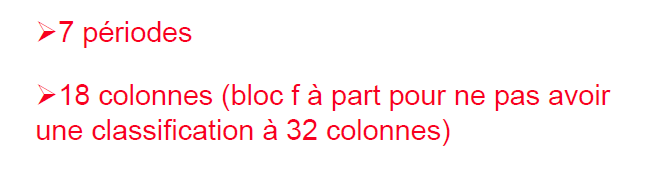 ➢7 périodes
➢18 colonnes (bloc f à part pour ne pas avoir
une classification à 32 colonnes)